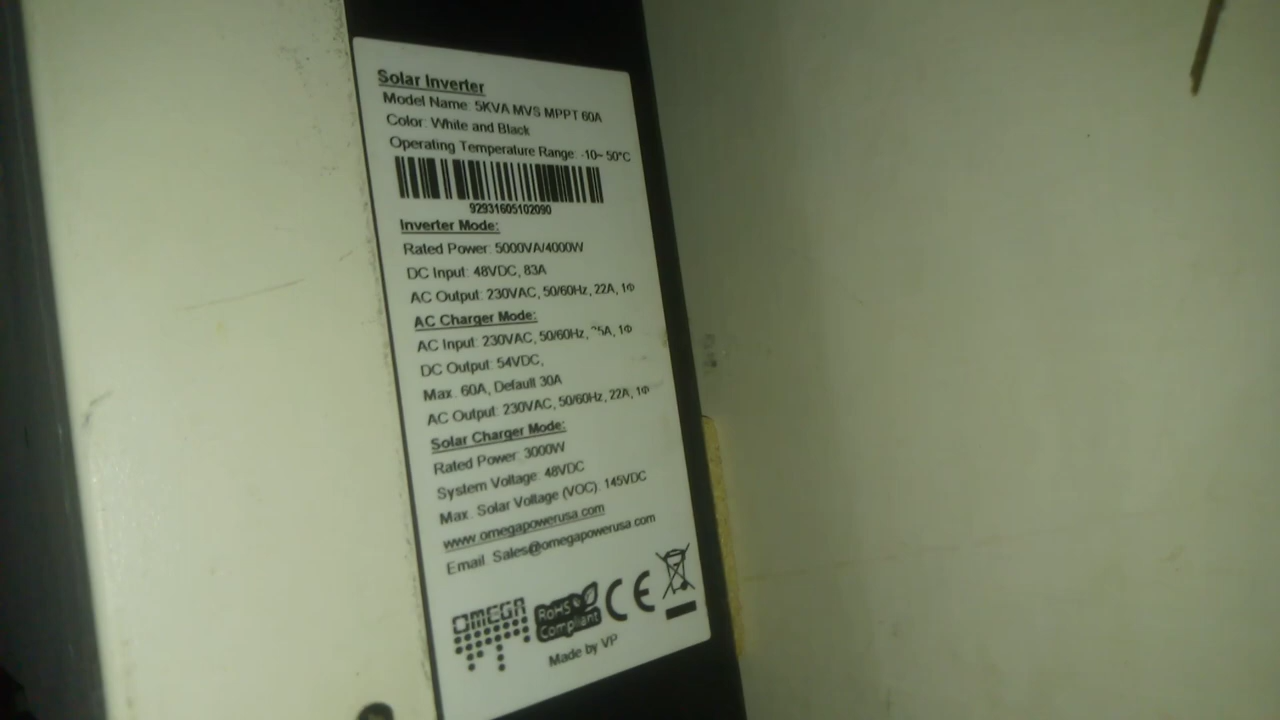 Solar Inverter
Model Name: 5KVA MVS MPPT 60A
Color: White and Black
Operating Temperature Range: -10~ 50°C
92931605102090
Inverter Mode:
Rated Power: 5000VA/4000W
DC Input: 48VDC, 83A
AC Output: 230VAC, 50/60Hz, 22A, 1Φ
AC Charger Mode:
AC Input: 230VAC, 50/60Hz, 1Φ
DC Output: 54VDC,
Max. 60A, Default 30A
AC Output: 230VAC, 50/60Hz, 22A, 1Φ
Solar Charger Mode:
Rated Power: 3000W
System Voltage: 48VDC
Max. Solar Voltage (VOC): 145VDC
www.omegapowerusa.com
Email: Sales@omegapowerusa.com
OMEGA
RoHS
Compliant
CE
Made by VP